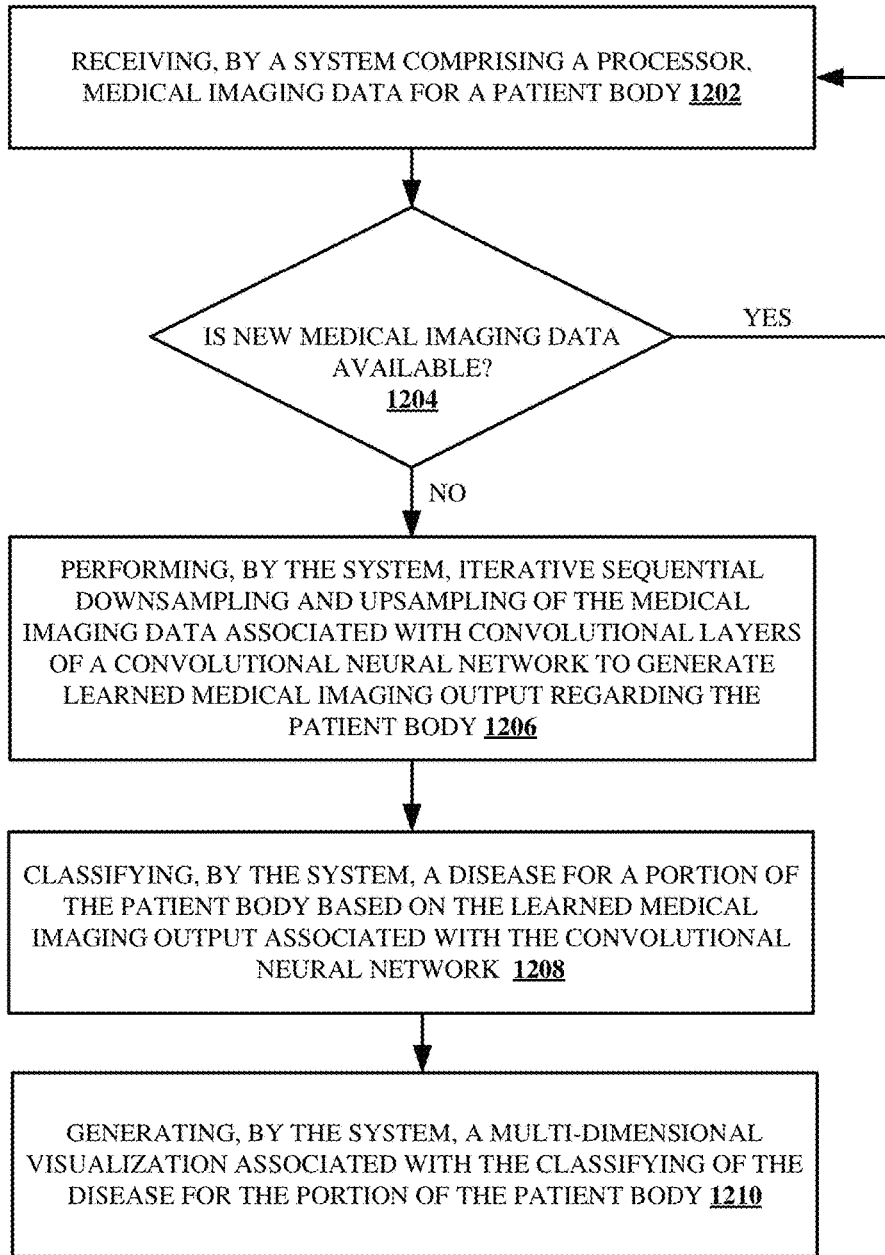 RECEIVING, BY A SYSTEM COMPRISING A PROCESSOR,
MEDICAL IMAGING DATA FOR A PATIENT BODY 1202
IS NEW MEDICAL IMAGING DATA
AVAILABLE?
1204
YES
NO
PERFORMING, BY THE SYSTEM, ITERATIVE SEQUENTIAL
DOWNSAMPLING AND UPSAMPLING OF THE MEDICAL
IMAGING DATA ASSOCIATED WITH CONVOLUTIONAL LAYERS
OF A CONVOLUTIONAL NEURAL NETWORK TO GENERATE
LEARNED MEDICAL IMAGING OUTPUT REGARDING THE
PATIENT BODY 1206
CLASSIFYING, BY THE SYSTEM, A DISEASE FOR A PORTION OF
THE PATIENT BODY BASED ON THE LEARNED MEDICAL
IMAGING OUTPUT ASSOCIATED WITH THE CONVOLUTIONAL
NEURAL NETWORK 1208
GENERATING, BY THE SYSTEM, A MULTI-DIMENSIONAL
VISUALIZATION ASSOCIATED WITH THE CLASSIFYING OF THE
DISEASE FOR THE PORTION OF THE PATIENT BODY 1210